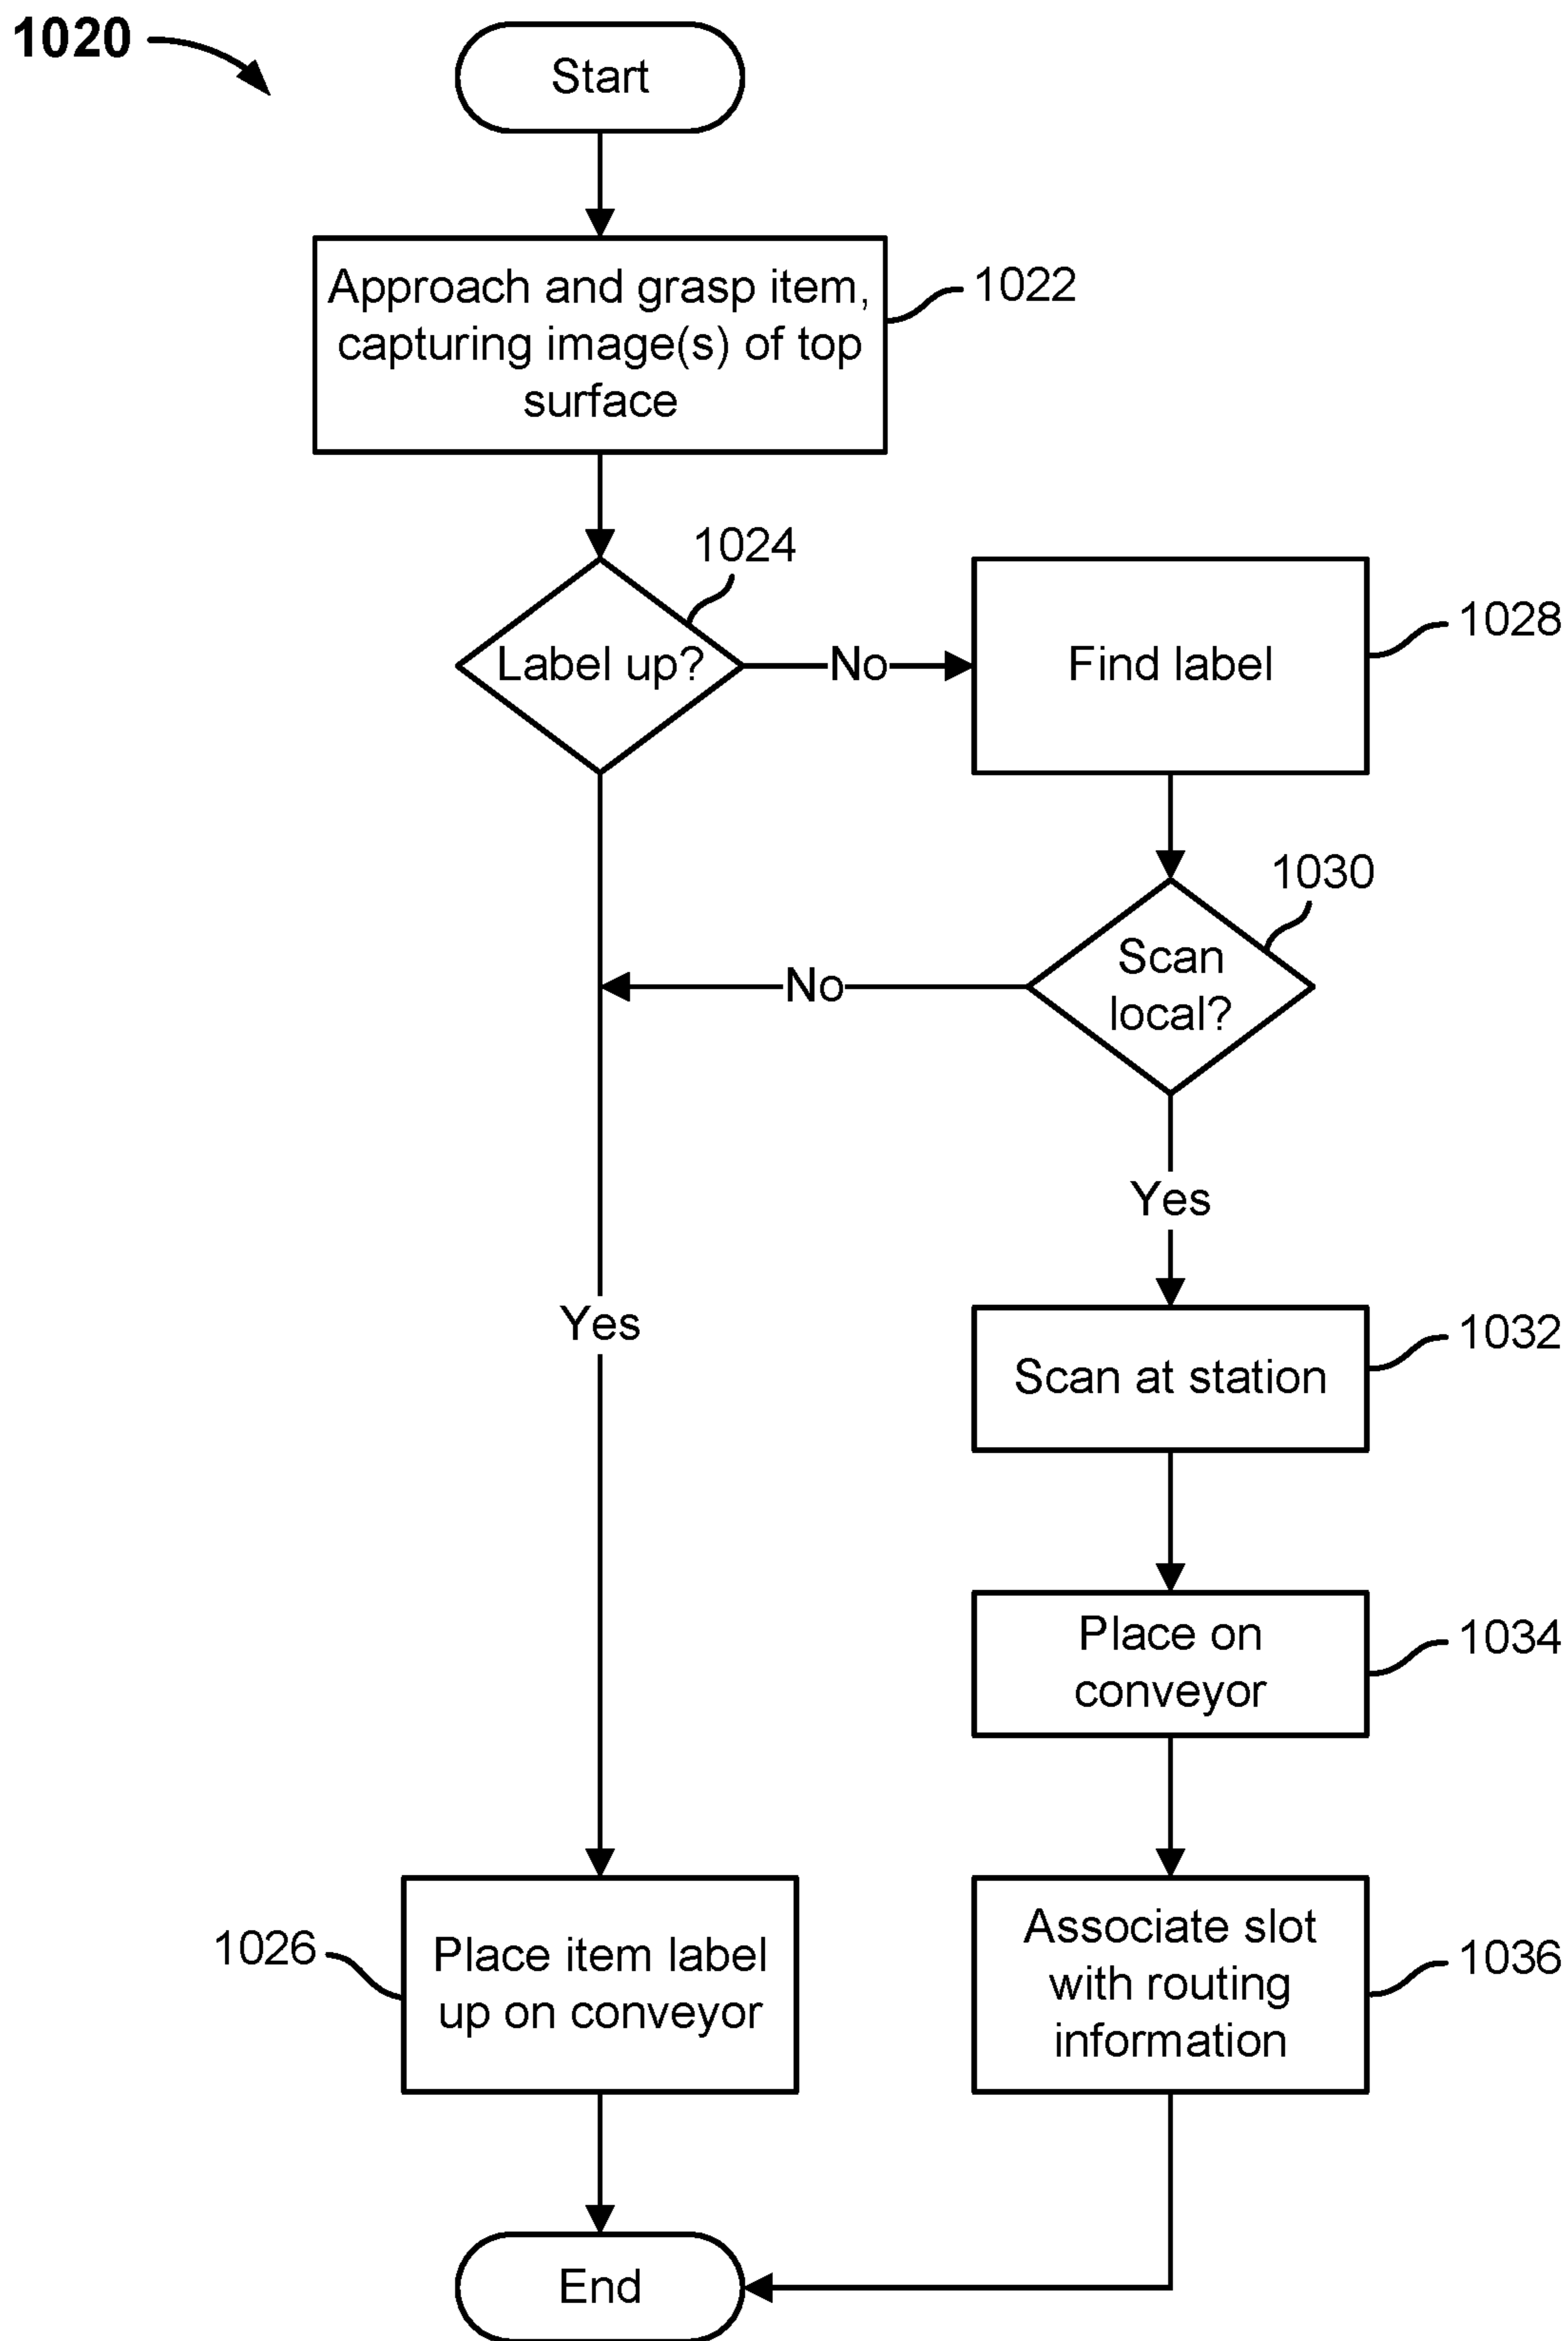 1020
Start
Approach and grasp item,
capturing image(s) of top
surface
1022
1024
Label up?
No
Find label
1028
1030
Scan
local?
No
Yes
Yes
Scan at station
1032
Place on
conveyor
1034
1026
Place item label
up on conveyor
Associate slot
with routing
information
1036
End